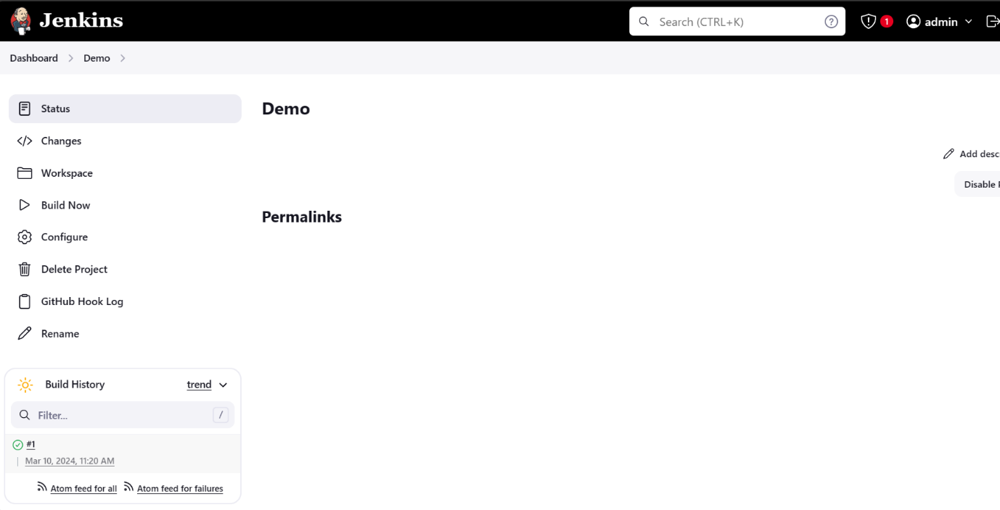 Jenkins
Search (CTRL+K)
?
1
admin
Dashboard
Demo
Status
Changes
Workspace
Build Now
Configure
Delete Project
GitHub Hook Log
Rename
Build History
trend
Filter...
/
#1
Mar 10, 2024, 11:20 AM
Atom feed for all
Atom feed for failures
Demo
Add desc
Disable
Permalinks